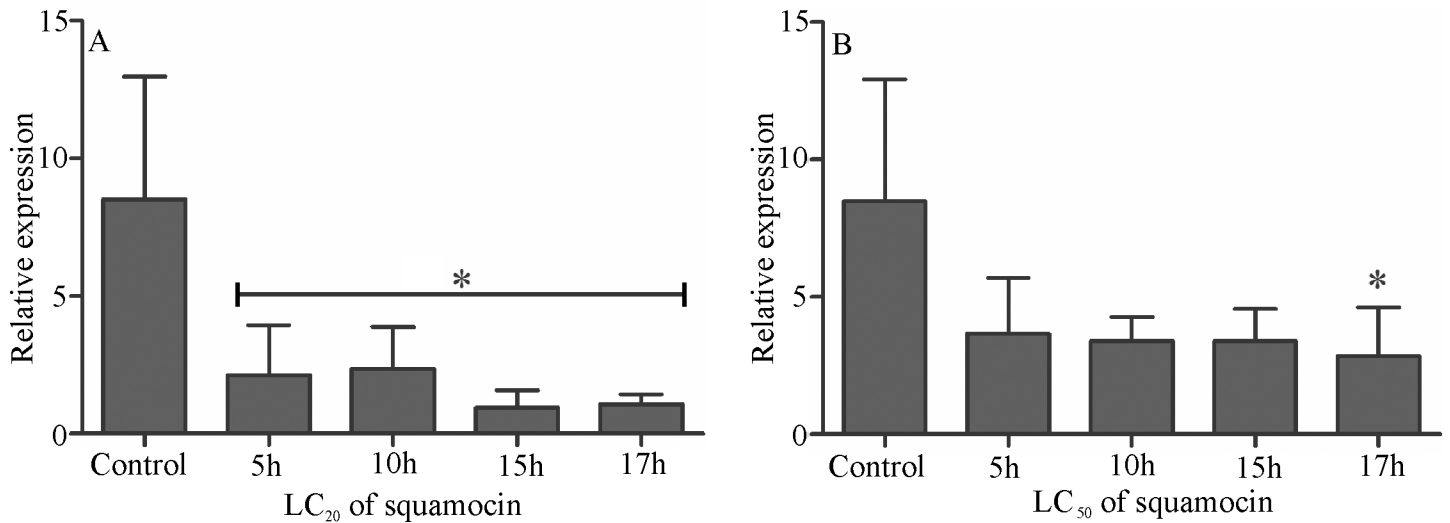 A
Relative expression
15
10
5
0
*
Control 5h 10h 15h 17h
LC20 of squamocin
B
Relative expression
15
10
5
0
*
Control 5h 10h 15h 17h
LC50 of squamocin